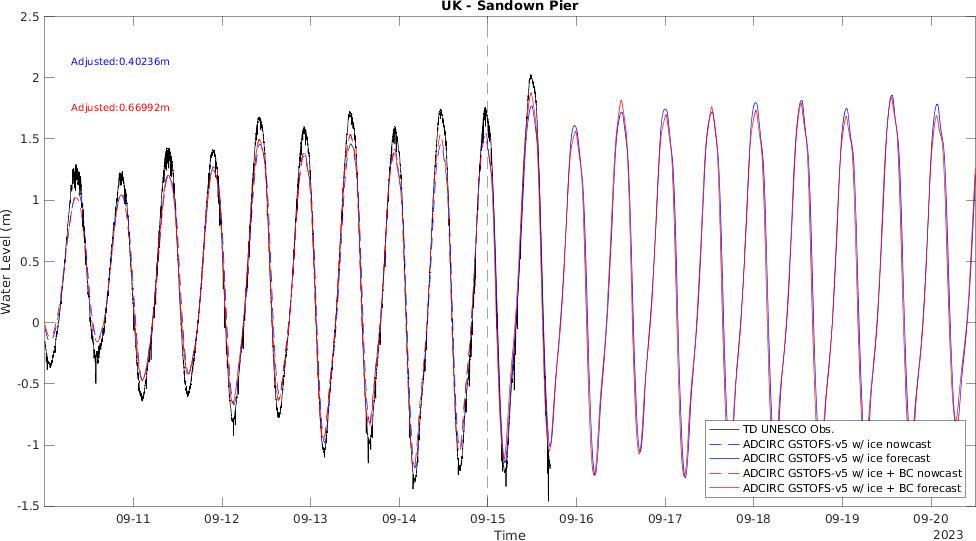 UK - Sandown Pier
2.5
2
1.5
1
0.5
0
-0.5
-1
-1.5
Water Level (m)
Adjusted:0.40236m
Adjusted:0.66992m
TD UNESCO Obs.
ADCIRC GSTOFS-v5 w/ ice nowcast
ADCIRC GSTOFS-v5 w/ ice forecast
ADCIRC GSTOFS-v5 w/ ice + BC nowcast
ADCIRC GSTOFS-v5 w/ ice + BC forecast
09-11 09-12 09-13 09-14 09-15 09-16 09-17 09-18 09-19 09-20
Time
2023